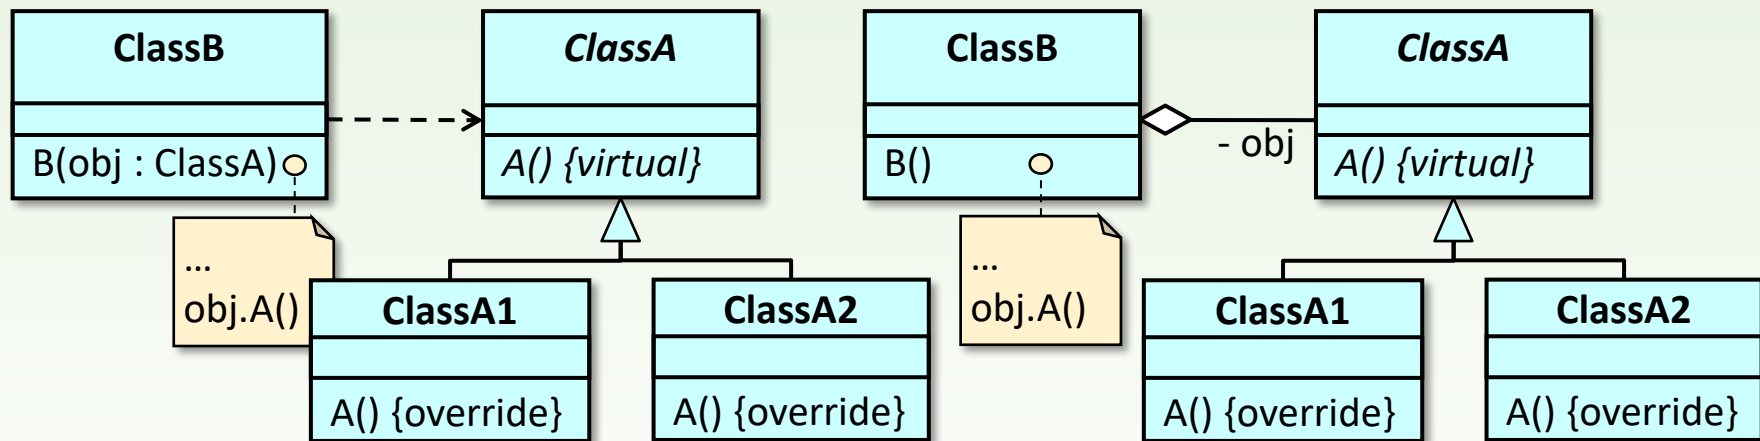 ClassB
B(obj : ClassA)
...
obj.A()
ClassA
A() {virtual}
ClassA1
A() {override}
ClassA2
A() {override}
ClassB
B()
...
obj.A()
- obj
ClassA
A() {virtual}
ClassA1
A() {override}
ClassA2
A() {override}